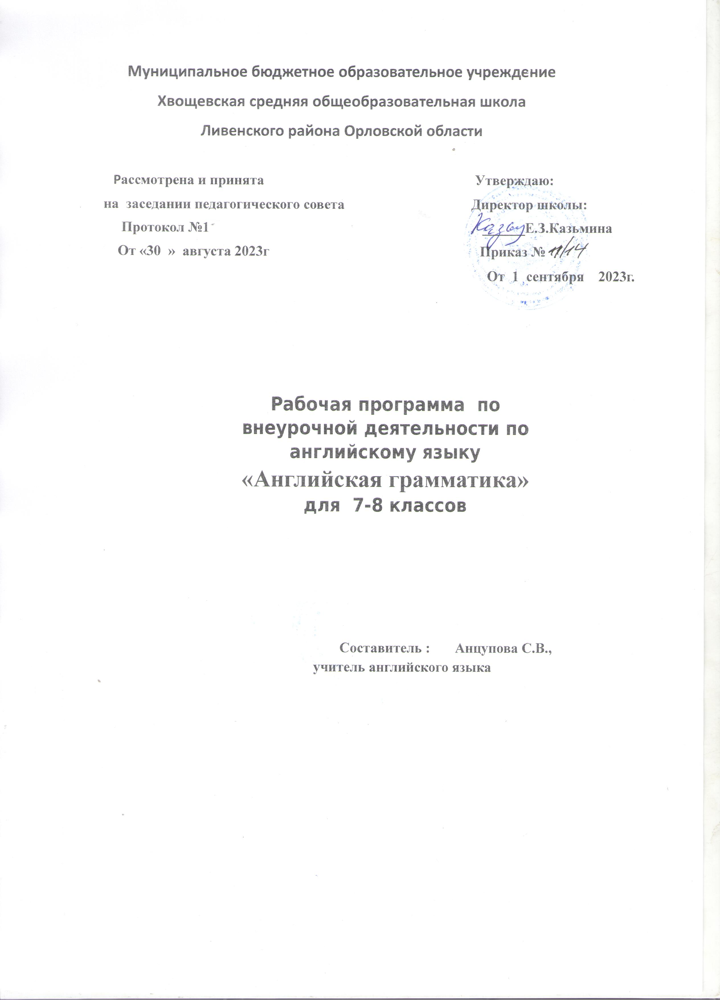 Муниципальное бюджетное образовательное учреждение
Хвощевская средняя общеобразовательная школа
Ливенского района Орловской области
Рассмотрена и принята
на заседании педагогического совета
Протокол №1
От «30 » августа 2023г
Утверждаю:
Директор школы:
Казьм Е.З.Казьмина
Приказ № 11/14
От 1 сентября 2023г.
Рабочая программа по
внеурочной деятельности по
английскому языку
«Английская грамматика»
для 7-8 классов
Составитель : Анцупова С.В.,
учитель английского языка